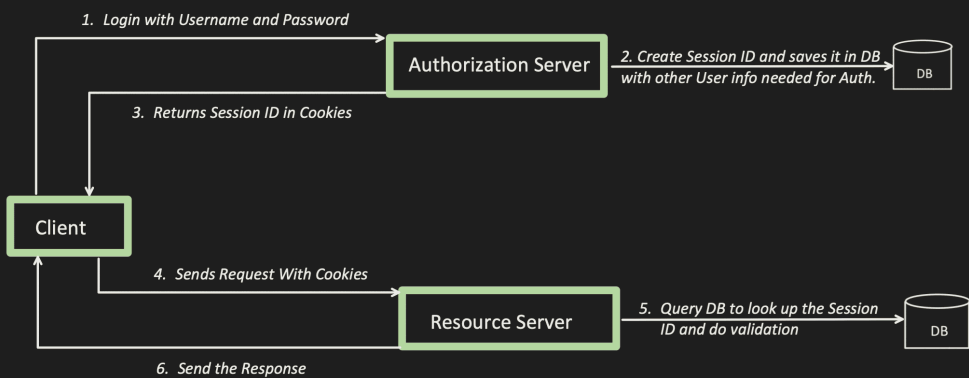 1. Login with Username and Password
Authorization Server
2. Create Session ID and saves it in DB
with other User info needed for Auth.
DB
3. Returns Session ID in Cookies
Client
4. Sends Request With Cookies
Resource Server
5. Query DB to look up the Session
ID and do validation
DB
6. Send the Response